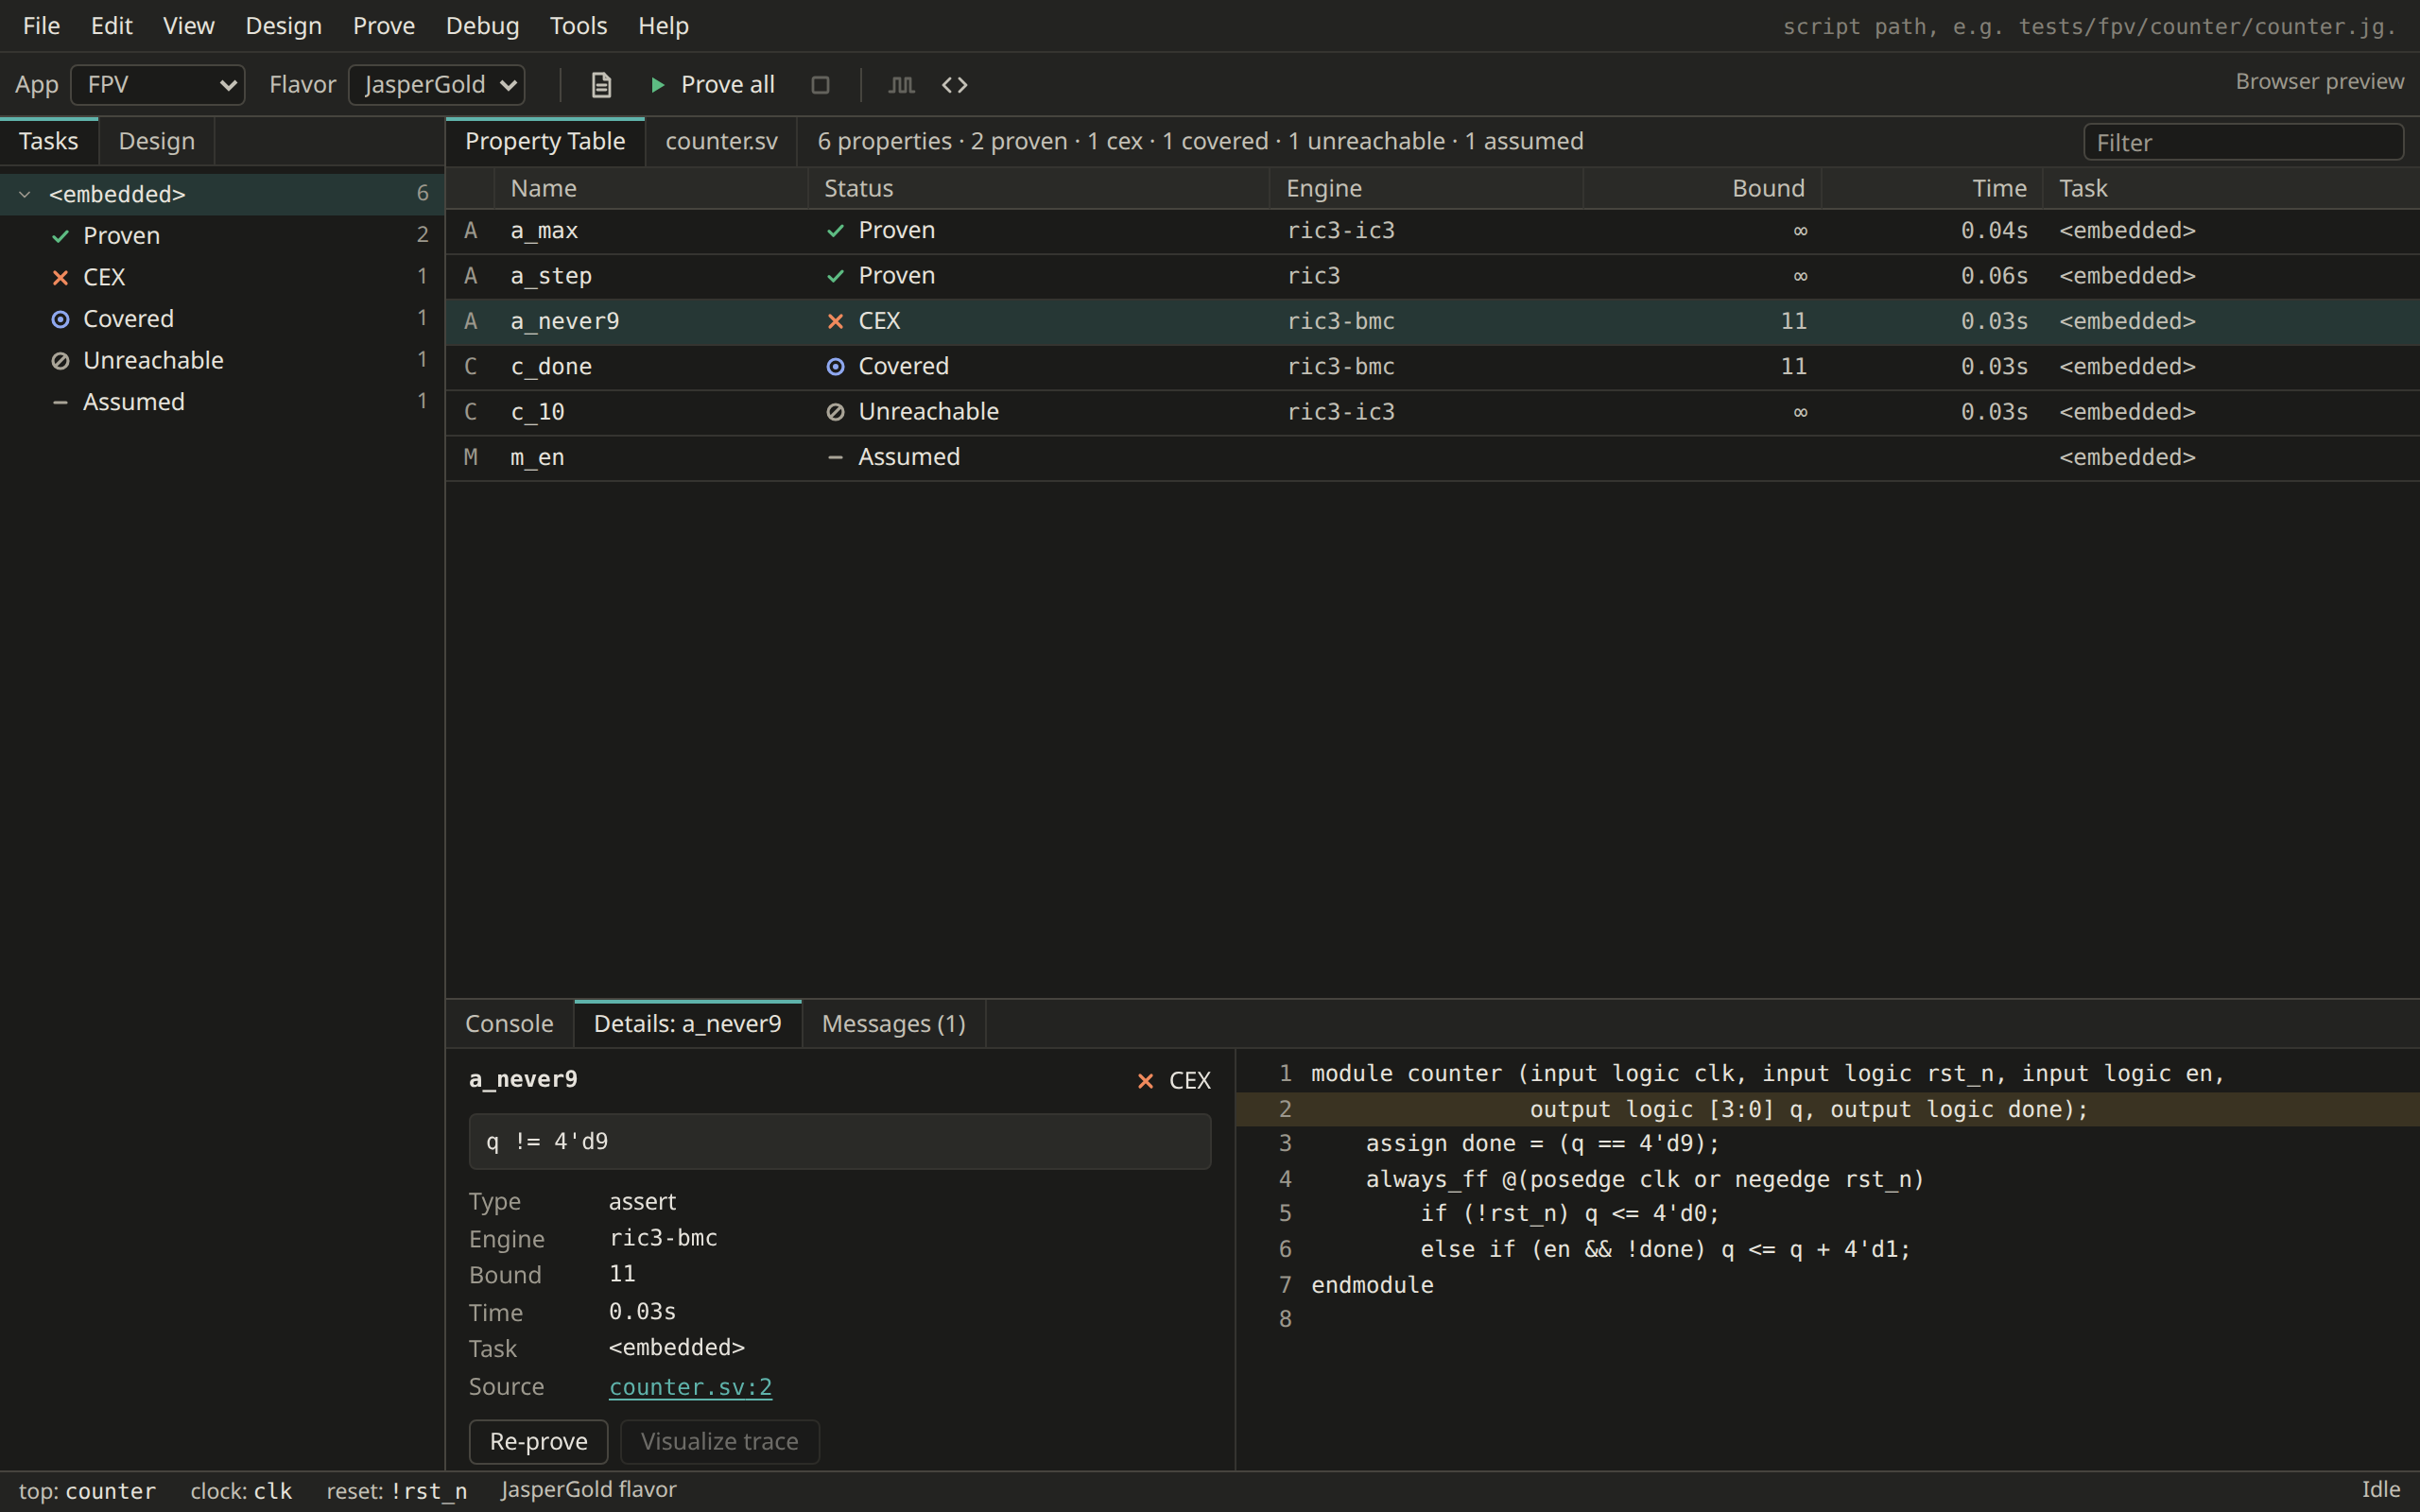 File Edit View Design Prove Debug Tools Help script path, e.g. tests/fpv/counter/counter.jg.
App FPV Flavor JasperGold Prove all Browser preview
Tasks Design
<embedded> 6
Proven 2
CEX 1
Covered 1
Unreachable 1
Assumed 1
Property Table counter.sv 6 properties · 2 proven · 1 cex · 1 covered · 1 unreachable · 1 assumed Filter
Name Status Engine Bound Time Task
A a_max Proven ric3-ic3 ∞ 0.04s <embedded>
A a_step Proven ric3 ∞ 0.06s <embedded>
A a_never9 CEX ric3-bmc 11 0.03s <embedded>
C c_done Covered ric3-bmc 11 0.03s <embedded>
C c_10 Unreachable ric3-ic3 ∞ 0.03s <embedded>
M m_en Assumed <embedded>
Console Details: a_never9 Messages (1)
a_never9 CEX
q != 4'd9
Type assert
Engine ric3-bmc
Bound 11
Time 0.03s
Task <embedded>
Source counter.sv:2
Re-prove Visualize trace
1 module counter (input logic clk, input logic rst_n, input logic en,
2 output logic [3:0] q, output logic done);
3 assign done = (q == 4'd9);
4 always_ff @(posedge clk or negedge rst_n)
5 if (!rst_n) q <= 4'd0;
6 else if (en && !done) q <= q + 4'd1;
7 endmodule
8
top: counter clock: clk reset: !rst_n JasperGold flavor Idle